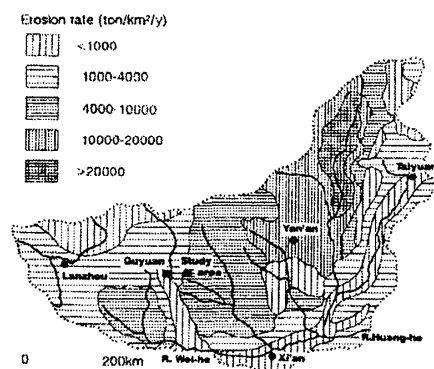 Erosion rate (ton/km²/y)
<1000
1000-4000
4000-10000
10000-20000
>20000
Taiyuan
Yan'an
Guyuan Study
area
Lanzhou
R.Huang-he
0 200km R. Wei-he Xi'an